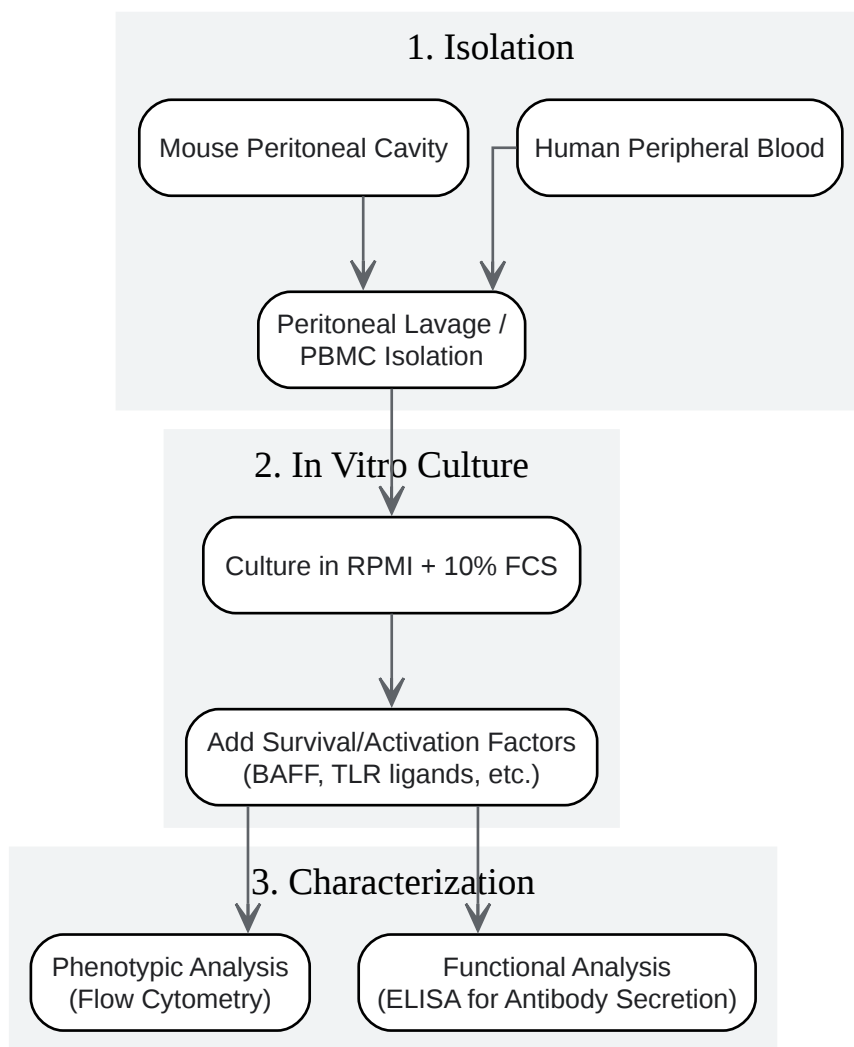 1. Isolation
Mouse Peritoneal Cavity
Human Peripheral Blood
Peritoneal Lavage /
PBMC Isolation
2. In Vitro Culture
Culture in RPMI + 10% FCS
Add Survival/Activation Factors
(BAFF, TLR ligands, etc.)
3. Characterization
Phenotypic Analysis
(Flow Cytometry)
Functional Analysis
(ELISA for Antibody Secretion)